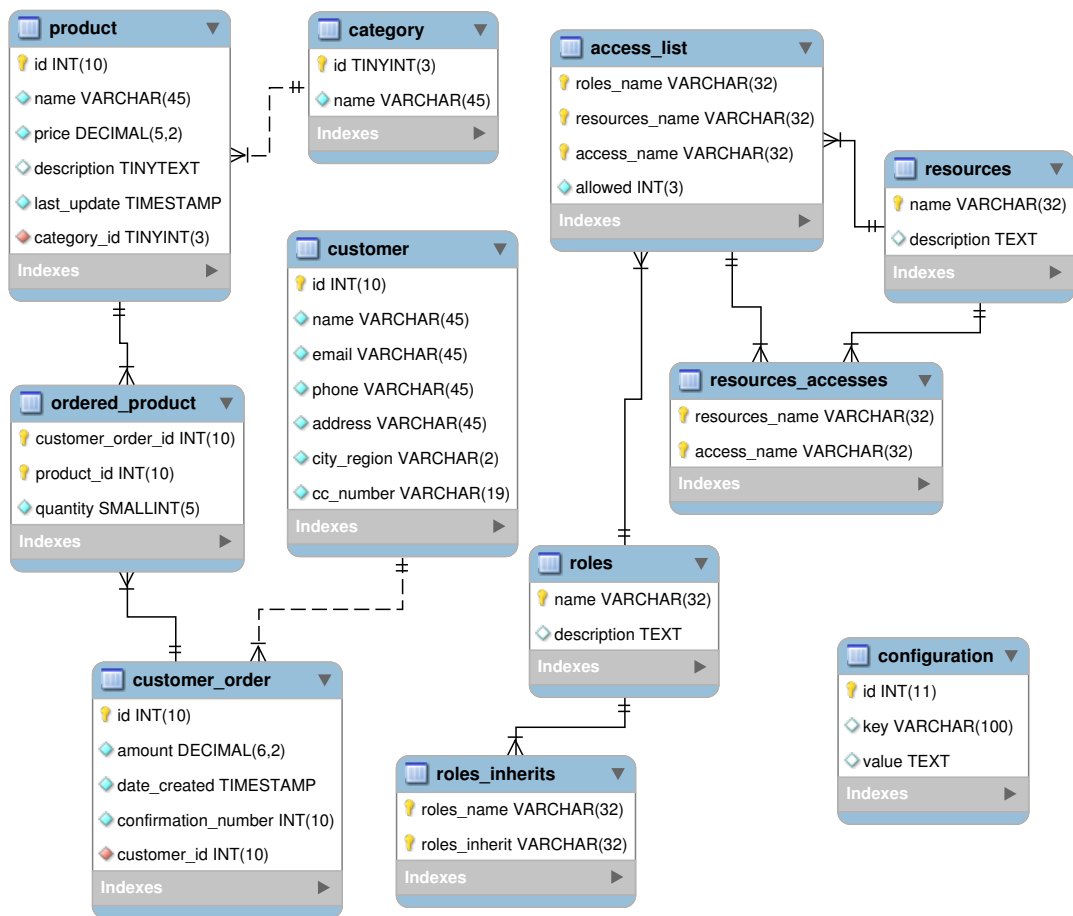 product
id INT(10)
name VARCHAR(45)
price DECIMAL(5,2)
description TINYTEXT
last_update TIMESTAMP
category_id TINYINT(3)
Indexes
category
id TINYINT(3)
name VARCHAR(45)
Indexes
access_list
roles_name VARCHAR(32)
resources_name VARCHAR(32)
access_name VARCHAR(32)
allowed INT(3)
Indexes
resources
name VARCHAR(32)
description TEXT
Indexes
customer
id INT(10)
name VARCHAR(45)
email VARCHAR(45)
phone VARCHAR(45)
address VARCHAR(45)
city_region VARCHAR(2)
cc_number VARCHAR(19)
Indexes
resources_accesses
resources_name VARCHAR(32)
access_name VARCHAR(32)
Indexes
ordered_product
customer_order_id INT(10)
product_id INT(10)
quantity SMALLINT(5)
Indexes
roles
name VARCHAR(32)
description TEXT
Indexes
configuration
id INT(11)
key VARCHAR(100)
value TEXT
Indexes
customer_order
id INT(10)
amount DECIMAL(6,2)
date_created TIMESTAMP
confirmation_number INT(10)
customer_id INT(10)
Indexes
roles_inherits
roles_name VARCHAR(32)
roles_inherit VARCHAR(32)
Indexes